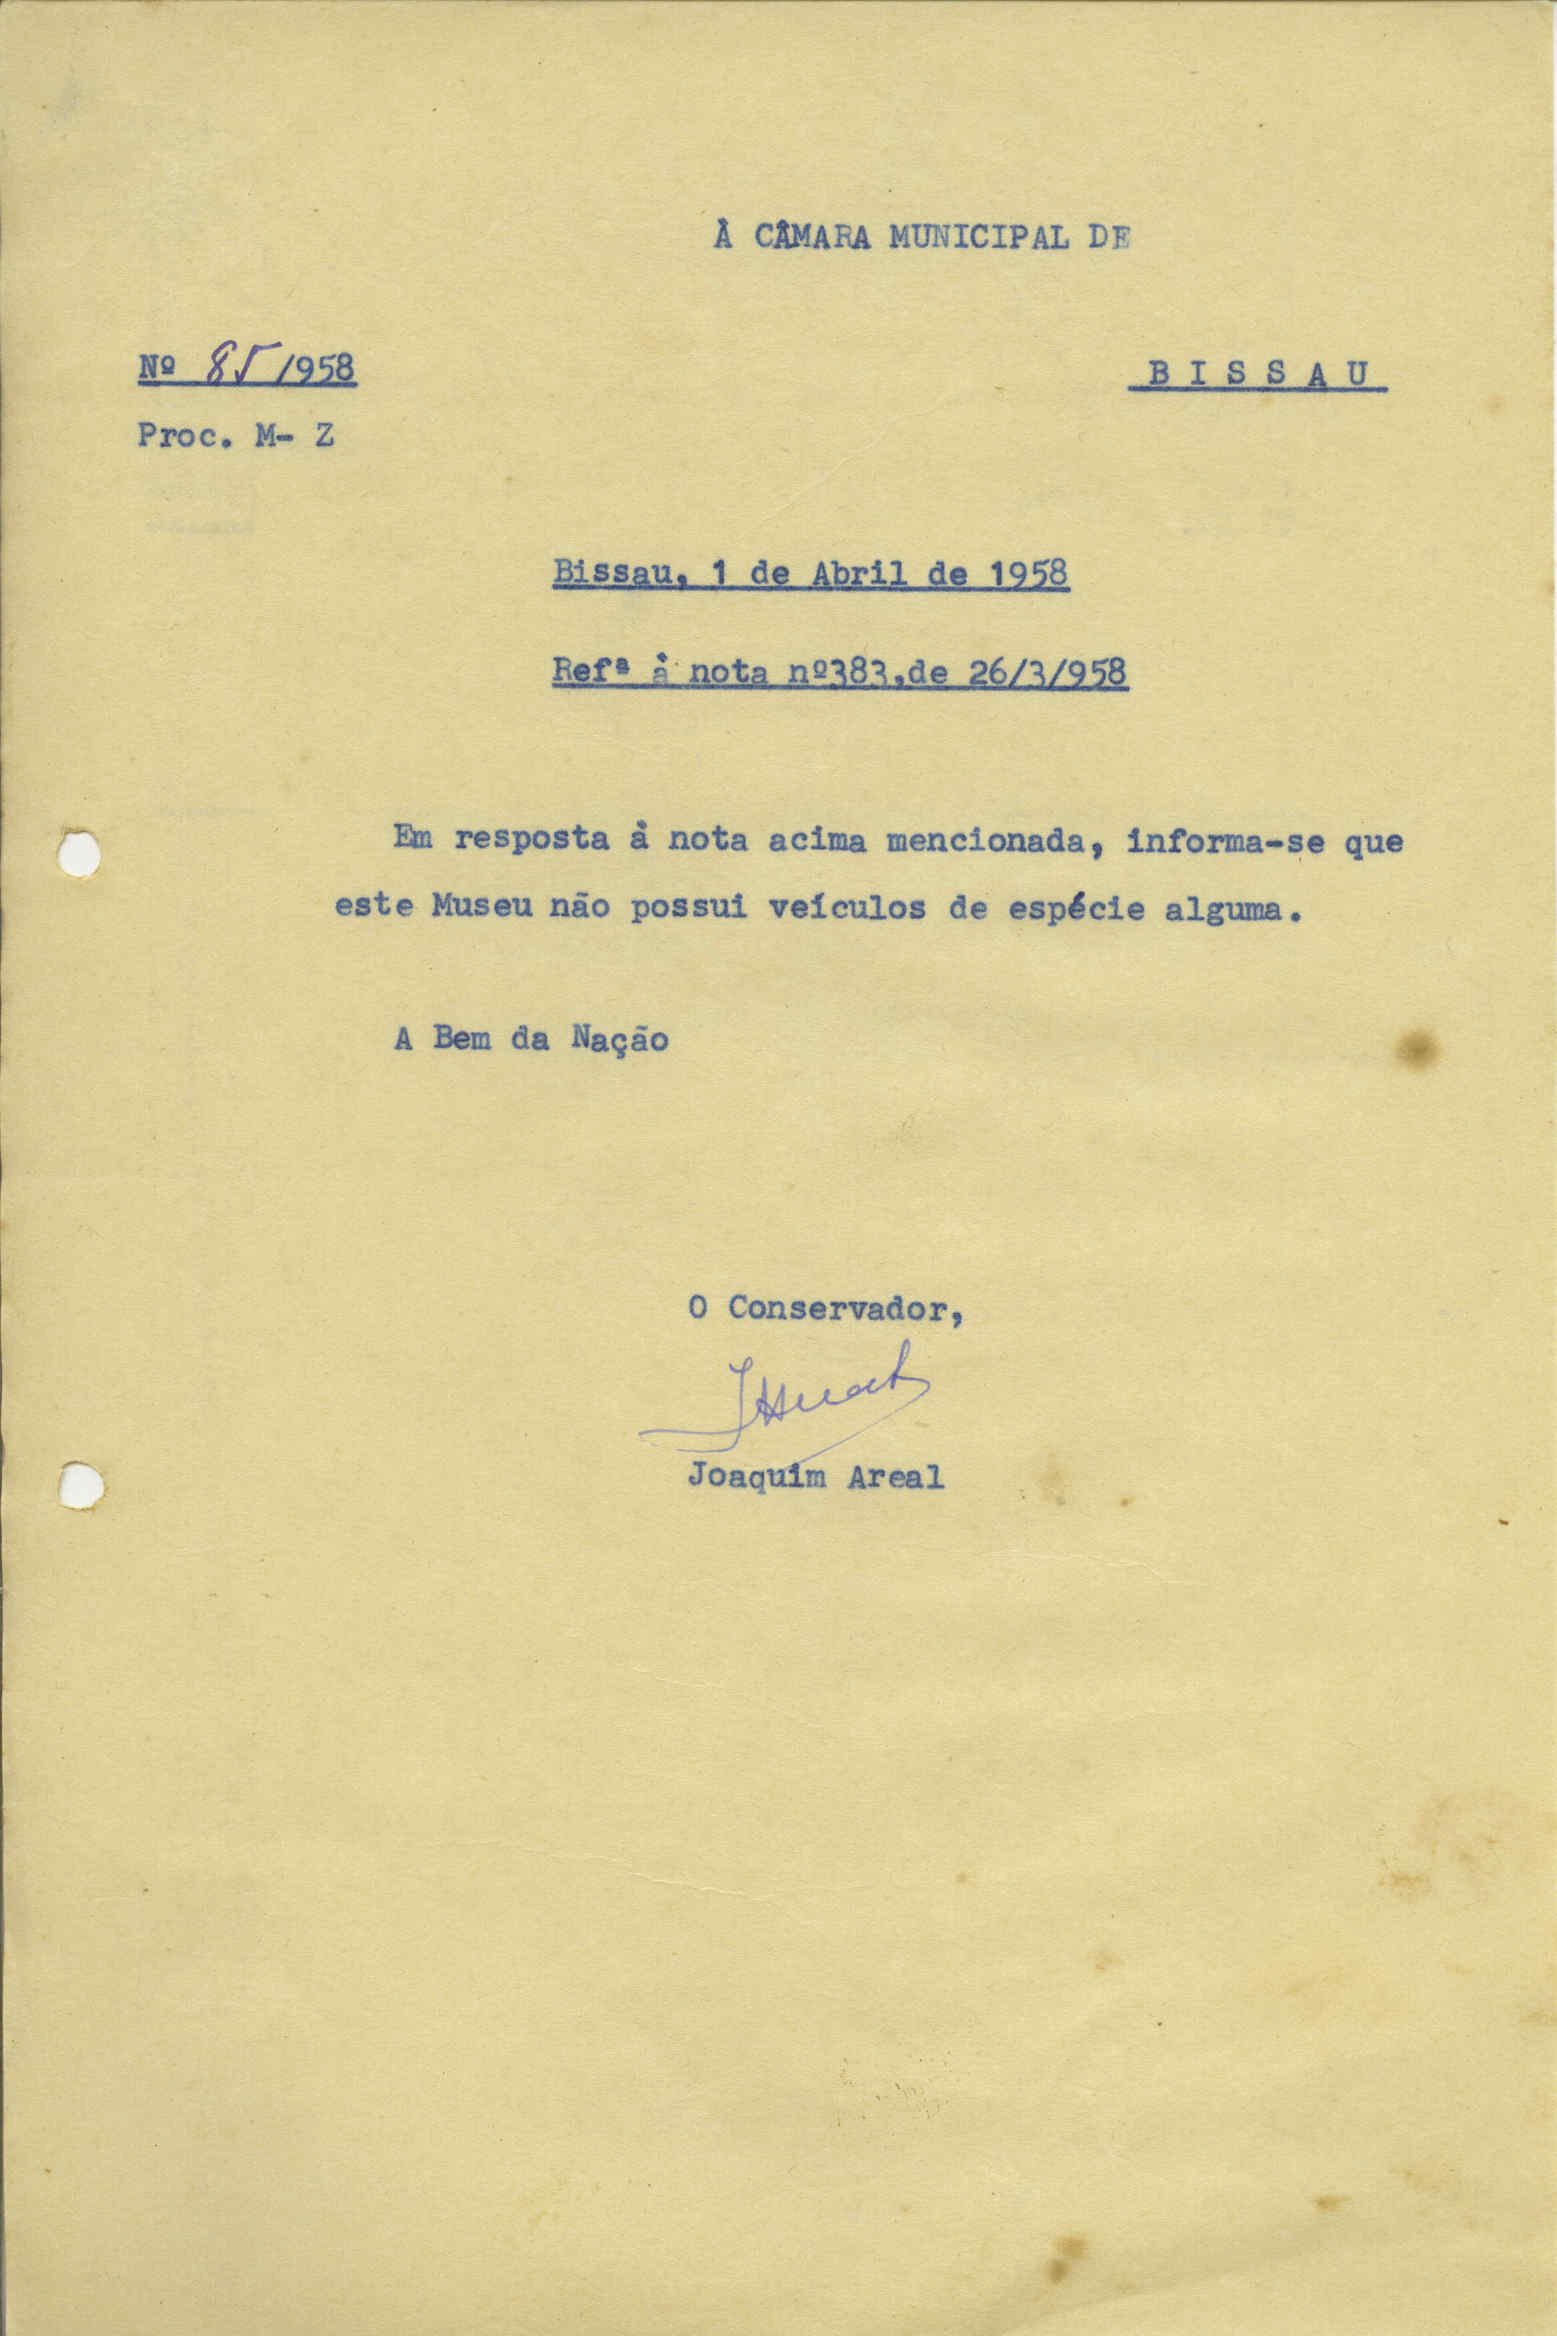 À CÂMARA MUNICIPAL DE
Nº 85/1958
B I S S A U
Proc. M- Z
Bissau, 1 de Abril de 1958
Refª à nota nº383,de 26/3/958
Em resposta à nota acima mencionada, informa-se que
este Museu não possui veículos de espécie alguma.
A Bem da Nação
O Conservador,
Joaquim Areal